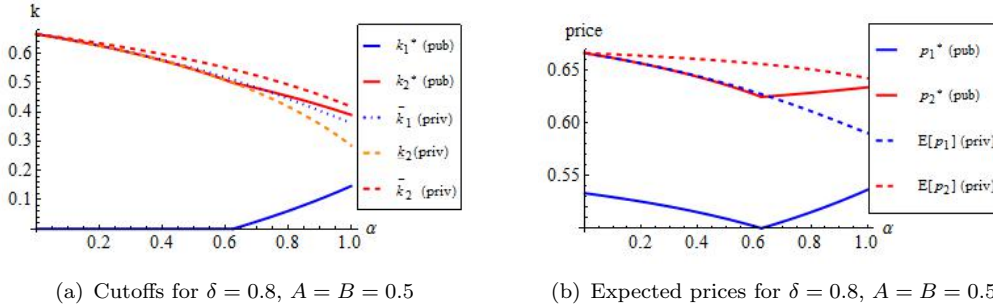 k
0.6
0.5
0.4
0.3
0.2
0.1
0.2 0.4 0.6 0.8 1.0 α
k₁* (pub)
k₂* (pub)
k̄₁ (priv)
k̲₂(priv)
k̄₂ (priv)
(a) Cutoffs for δ = 0.8, A = B = 0.5
price
0.65
0.60
0.55
0.2 0.4 0.6 0.8 1.0 α
p₁* (pub)
p₂* (pub)
E[p₁] (priv)
E[p₂] (priv)
(b) Expected prices for δ = 0.8, A = B = 0.5